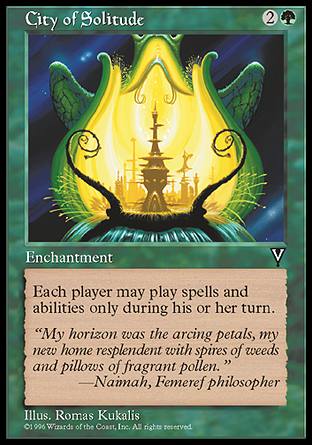 City of Solitude 2
Enchantment V
Each player may play spells and
abilities only during his or her turn.
“My horizon was the arcing petals, my
new home resplendent with spires of weeds
and pillows of fragrant pollen.”
—Naimah, Femeref philosopher
Illus. Romas Kukalis
©1996 Wizards of the Coast, Inc. All rights reserved.